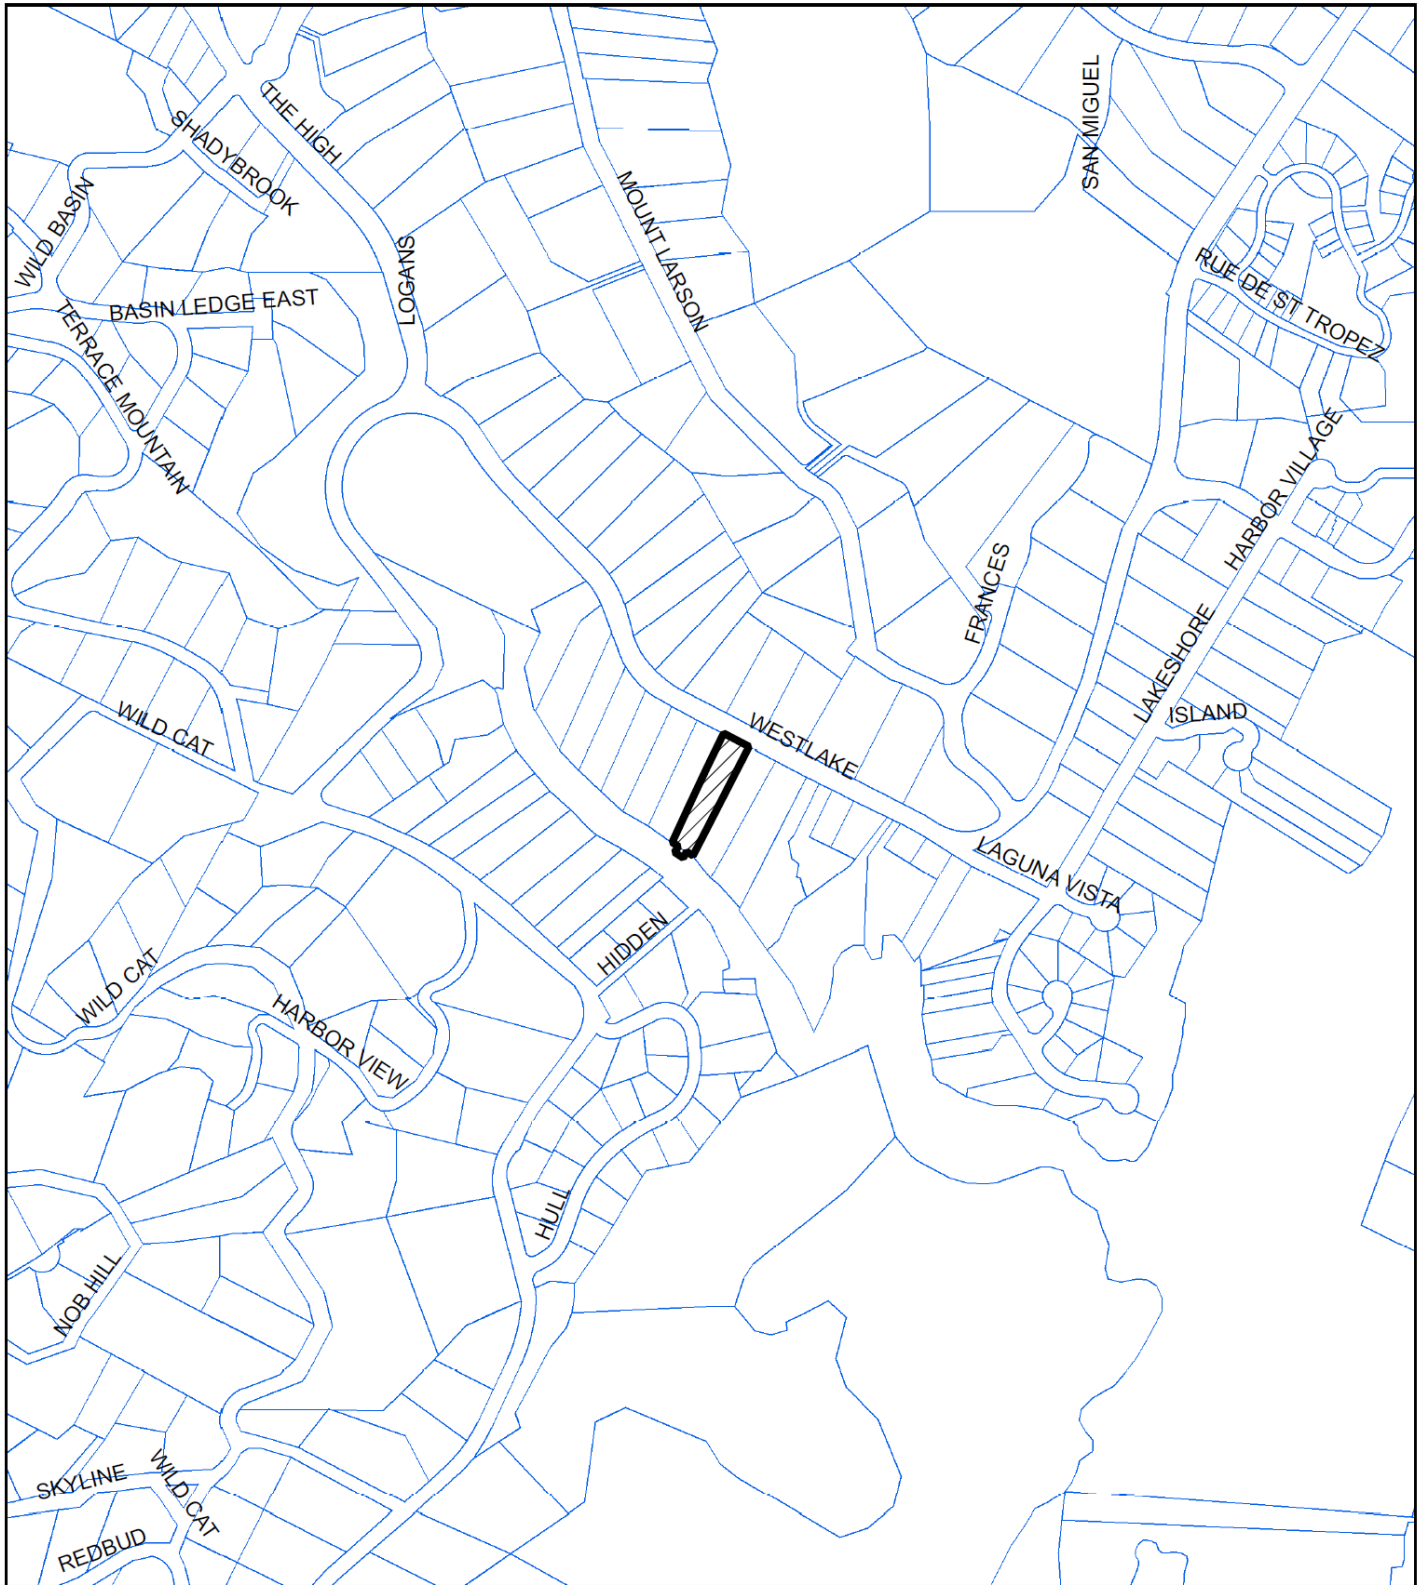 SAN MIGUEL
THE HIGH
SHADYBROOK
WILD BASIN
MOUNT LARSON
LOGANS
RUE DE ST TROPEZ
BASIN LEDGE EAST
TERRACE MOUNTAIN
HARBOR VILLAGE
FRANCES
LAKESHORE
ISLAND
WILD CAT
WESTLAKE
LAGUNA VISTA
HIDDEN
WILD CAT
HARBOR VIEW
HULL
NOB HILL
SKYLINE
WILD CAT
REDBUD